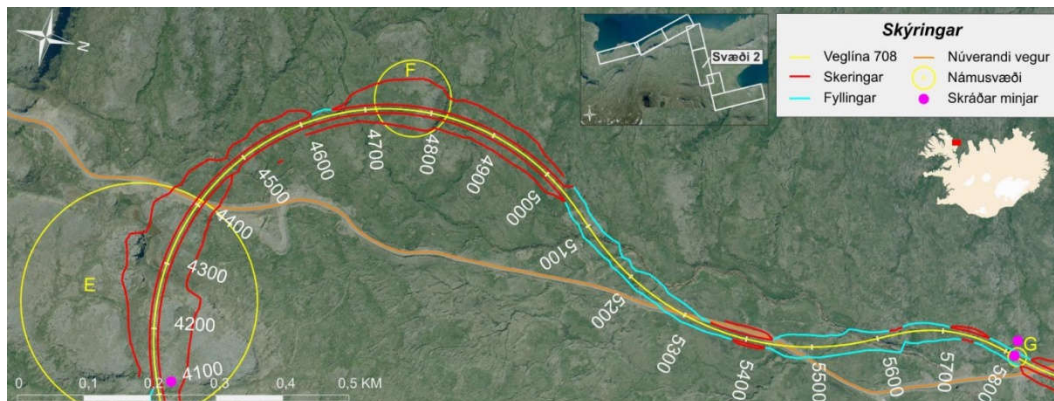 Skýringar
Veglína 708
Skeringar
Fyllingar
Núverandi vegur
Námusvæði
Skráðar minjar
Svæði 2
N
F
E
G
4100
4200
4300
4400
4500
4600
4700
4800
4900
5000
5100
5200
5300
5400
5500
5600
5700
5800
0 0,1 0,2 0,3 0,4 0,5 KM